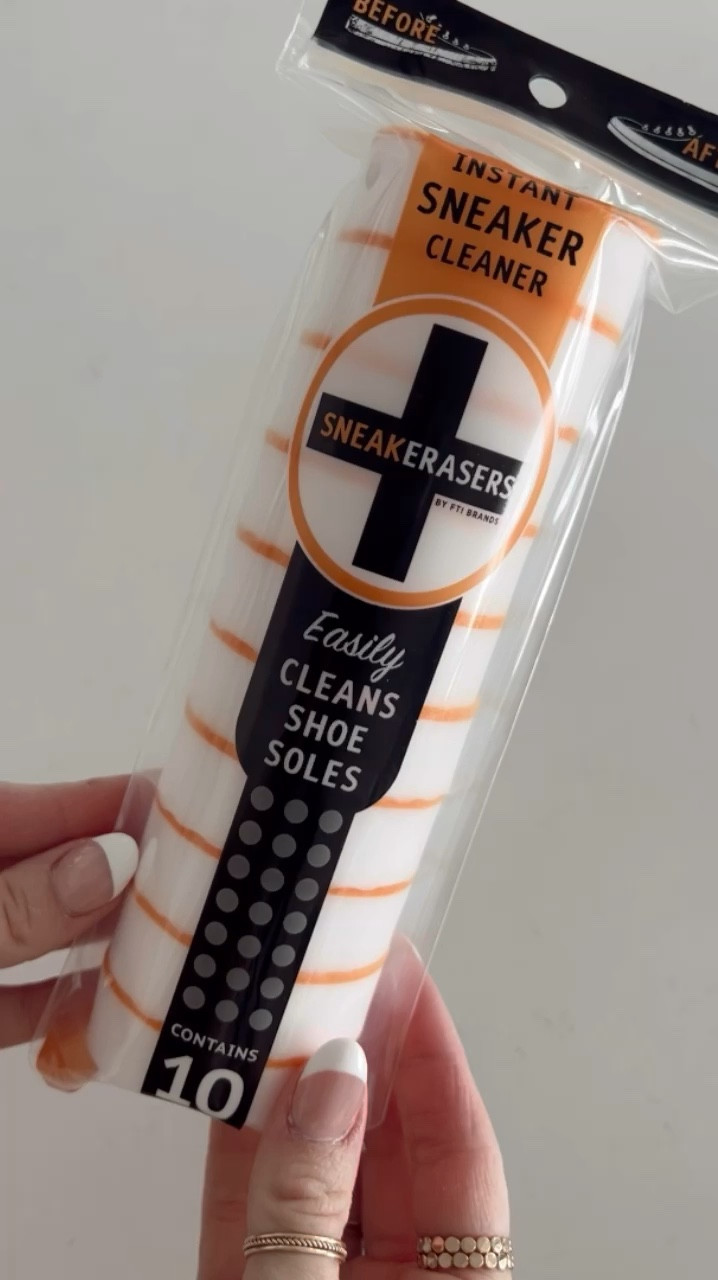 BEFORE
INSTANT
SNEAKER
CLEANER
SNEAKERASERS
BY FTI BRANDS
Easily
CLEANS
SHOE
SOLES
CONTAINS
10